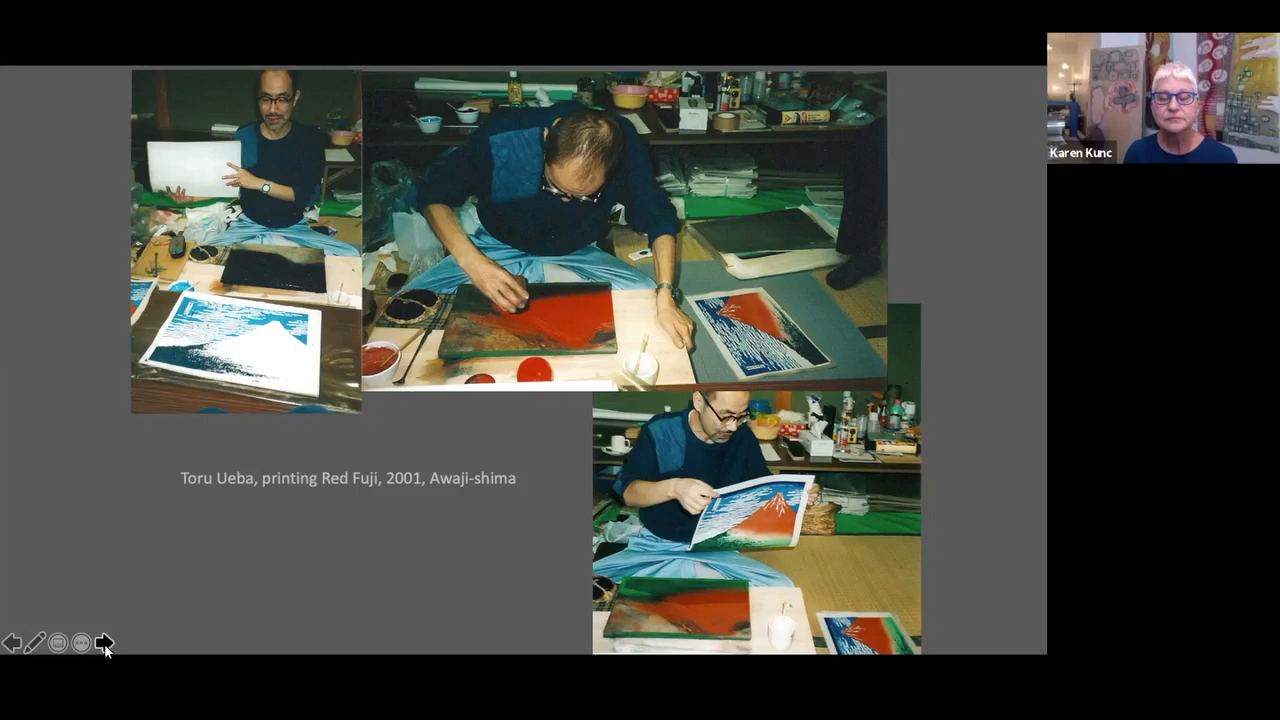 Karen Kunc
Toru Ueba, printing Red Fuji, 2001, Awaji-shima